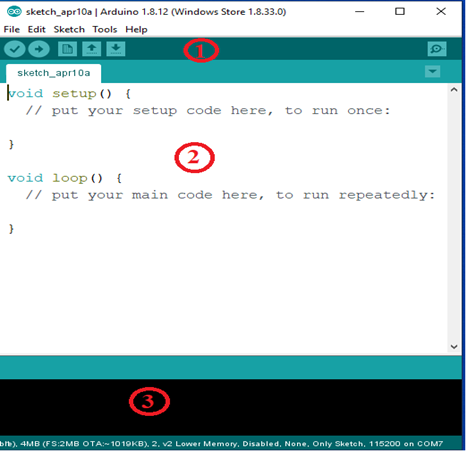 sketch_apr10a | Arduino 1.8.12 (Windows Store 1.8.33.0)
File Edit Sketch Tools Help
1
sketch_apr10a
void setup() {
// put your setup code here, to run once:
}
2
void loop() {
// put your main code here, to run repeatedly:
}
3
4MB (FS:2MB OTA:~1019KB), 2, v2 Lower Memory, Disabled, None, Only Sketch, 115200 on COM7